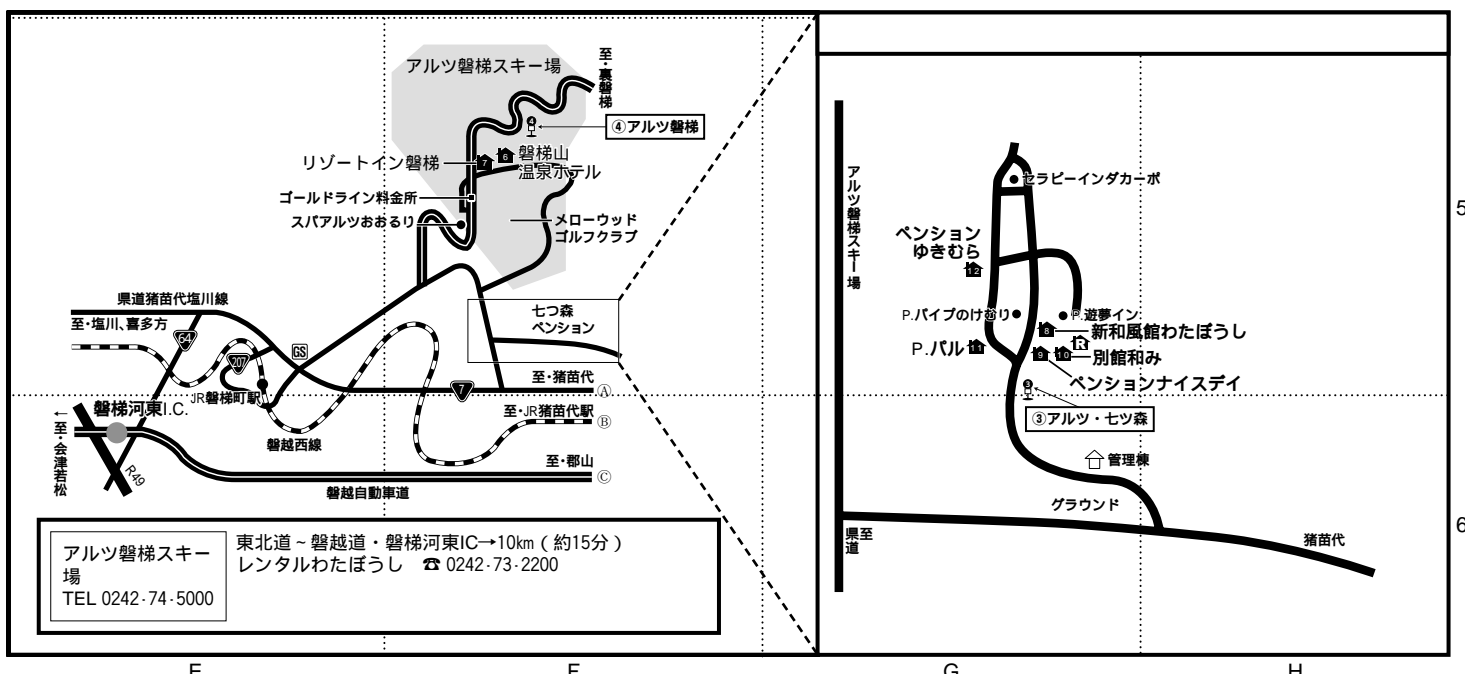 アルツ磐梯スキー場
至・裏磐梯
④
④アルツ磐梯
リゾートイン磐梯
7
6
磐梯山
温泉ホテル
ゴールドライン料金所
スパアルツおおるり
メローウッド
ゴルフクラブ
県道猪苗代塩川線
至・塩川、喜多方
64
GS
207
七つ森
ペンション
7
至・猪苗代
Ⓐ
JR磐梯町駅
磐梯河東I.C.
至・JR猪苗代駅
Ⓑ
磐越西線
←至・会津若松
R49
至・郡山
Ⓒ
磐越自動車道
アルツ磐梯スキー
場
TEL 0242-74-5000
東北道~磐越道・磐梯河東IC→10km(約15分)
レンタルわたぼうし ☎ 0242-73-2200
アルツ磐梯スキー場
セラピーインダカーポ
ペンション
ゆきむら
12
P.パイプのけむり
P.遊夢イン
8
新和風館わたぼうし
R
P.パル
11
9
10
別館和み
ペンションナイスデイ
③
③アルツ・七ツ森
管理棟
グラウンド
県道
至
猪苗代
5
6
E
F
G
H